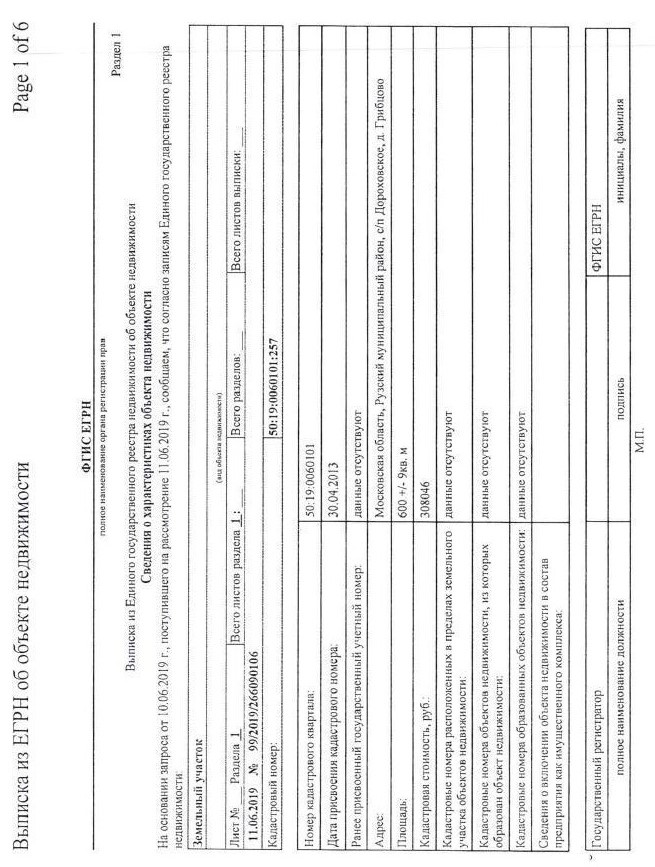 Выписка из ЕГРН об объекте недвижимости Page 1 of 6
ФГИС ЕГРН
полное наименование органа регистрации прав
Раздел 1
Выписка из Единого государственного реестра недвижимости об объекте недвижимости
Сведения о характеристиках объекта недвижимости
На основании запроса от 10.06.2019 г., поступившего на рассмотрение 11.06.2019 г., сообщаем, что согласно записям Единого государственного реестра
недвижимости:
Земельный участок
(вид объекта недвижимости)
Лист № ___ Раздела 1 Всего листов раздела 1: ___ Всего разделов: ___ Всего листов выписки: ___
11.06.2019 № 99/2019/266090106
Кадастровый номер: 50:19:0060101:257
Номер кадастрового квартала: 50:19:0060101
Дата присвоения кадастрового номера: 30.04.2013
Ранее присвоенный государственный учетный номер: данные отсутствуют
Адрес: Московская область, Рузский муниципальный район, с/п Дороховское, д. Грибцово
Площадь: 600 +/- 9кв. м
Кадастровая стоимость, руб.: 308046
Кадастровые номера расположенных в пределах земельного
участка объектов недвижимости: данные отсутствуют
Кадастровые номера объектов недвижимости, из которых
образован объект недвижимости: данные отсутствуют
Кадастровые номера образованных объектов недвижимости: данные отсутствуют
Сведения о включении объекта недвижимости в состав
предприятия как имущественного комплекса:
Государственный регистратор ФГИС ЕГРН
полное наименование должности подпись инициалы, фамилия
М.П.